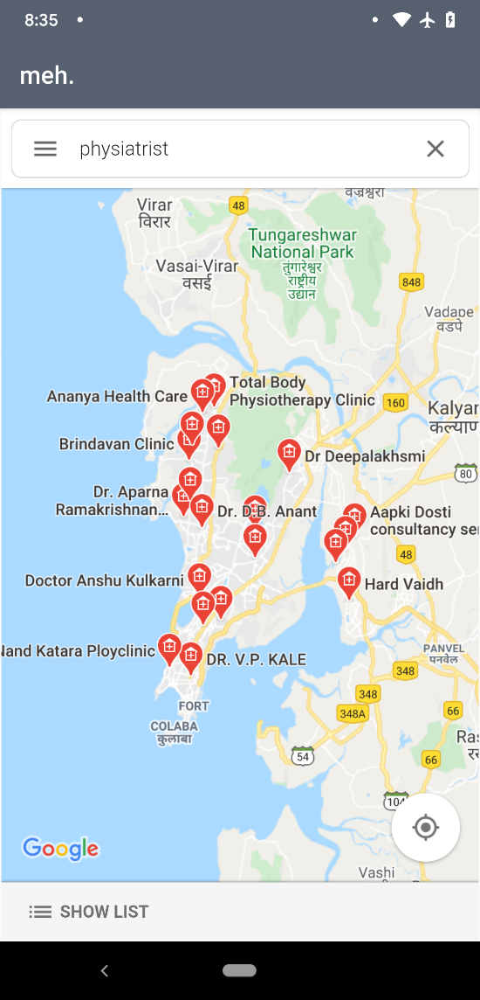 8:35
meh.
physiatrist
वज्रेश्वरी
Virar
विरार
48
Tungareshwar
National Park
तुंगारेश्वर
राष्ट्रीय
उद्यान
Vasai-Virar
वसई
848
Vadape
वडपे
Total Body
Physiotherapy Clinic
Ananya Health Care
160
Kalyan
कल्याण
Brindavan Clinic
Dr Deepalakhsmi
80
Dr. Aparna
Ramakrishnan...
Dr. D.B. Anant
Aapki Dosti
consultancy se
48
Doctor Anshu Kulkarni
Hard Vaidh
Nand Katara Ployclinic
DR. V.P. KALE
PANVEL
पनवेल
348
348
348A
66
FORT
COLABA
कुलाबा
54
66
104
Google
Vashi
SHOW LIST